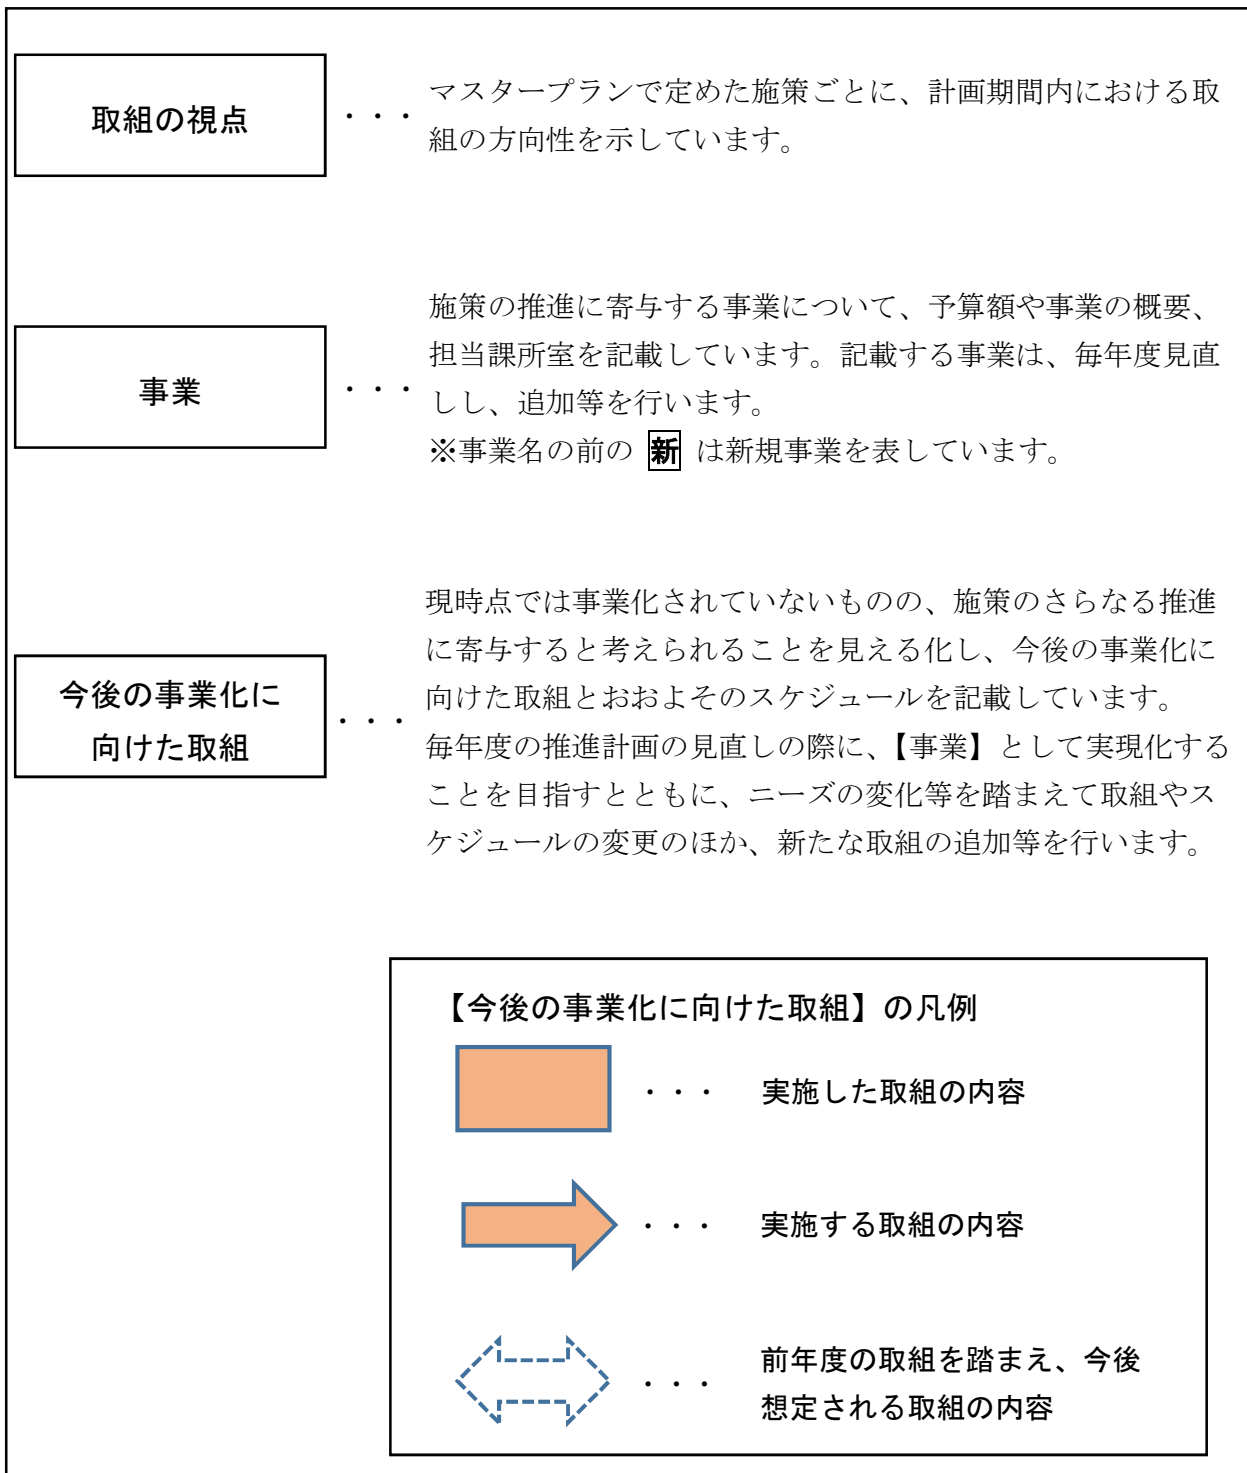 取組の視点
・・・
マスタープランで定めた施策ごとに、計画期間内における取
組の方向性を示しています。
事業
・・・
施策の推進に寄与する事業について、予算額や事業の概要、
担当課所室を記載しています。記載する事業は、毎年度見直
しし、追加等を行います。
※事業名の前の 新 は新規事業を表しています。
今後の事業化に
向けた取組
・・・
現時点では事業化されていないものの、施策のさらなる推進
に寄与すると考えられることを見える化し、今後の事業化に
向けた取組とおおよそのスケジュールを記載しています。
毎年度の推進計画の見直しの際に、【事業】として実現化する
ことを目指すとともに、ニーズの変化等を踏まえて取組やス
ケジュールの変更のほか、新たな取組の追加等を行います。
【今後の事業化に向けた取組】の凡例
・・・ 実施した取組の内容
・・・ 実施する取組の内容
・・・ 前年度の取組を踏まえ、今後
想定される取組の内容